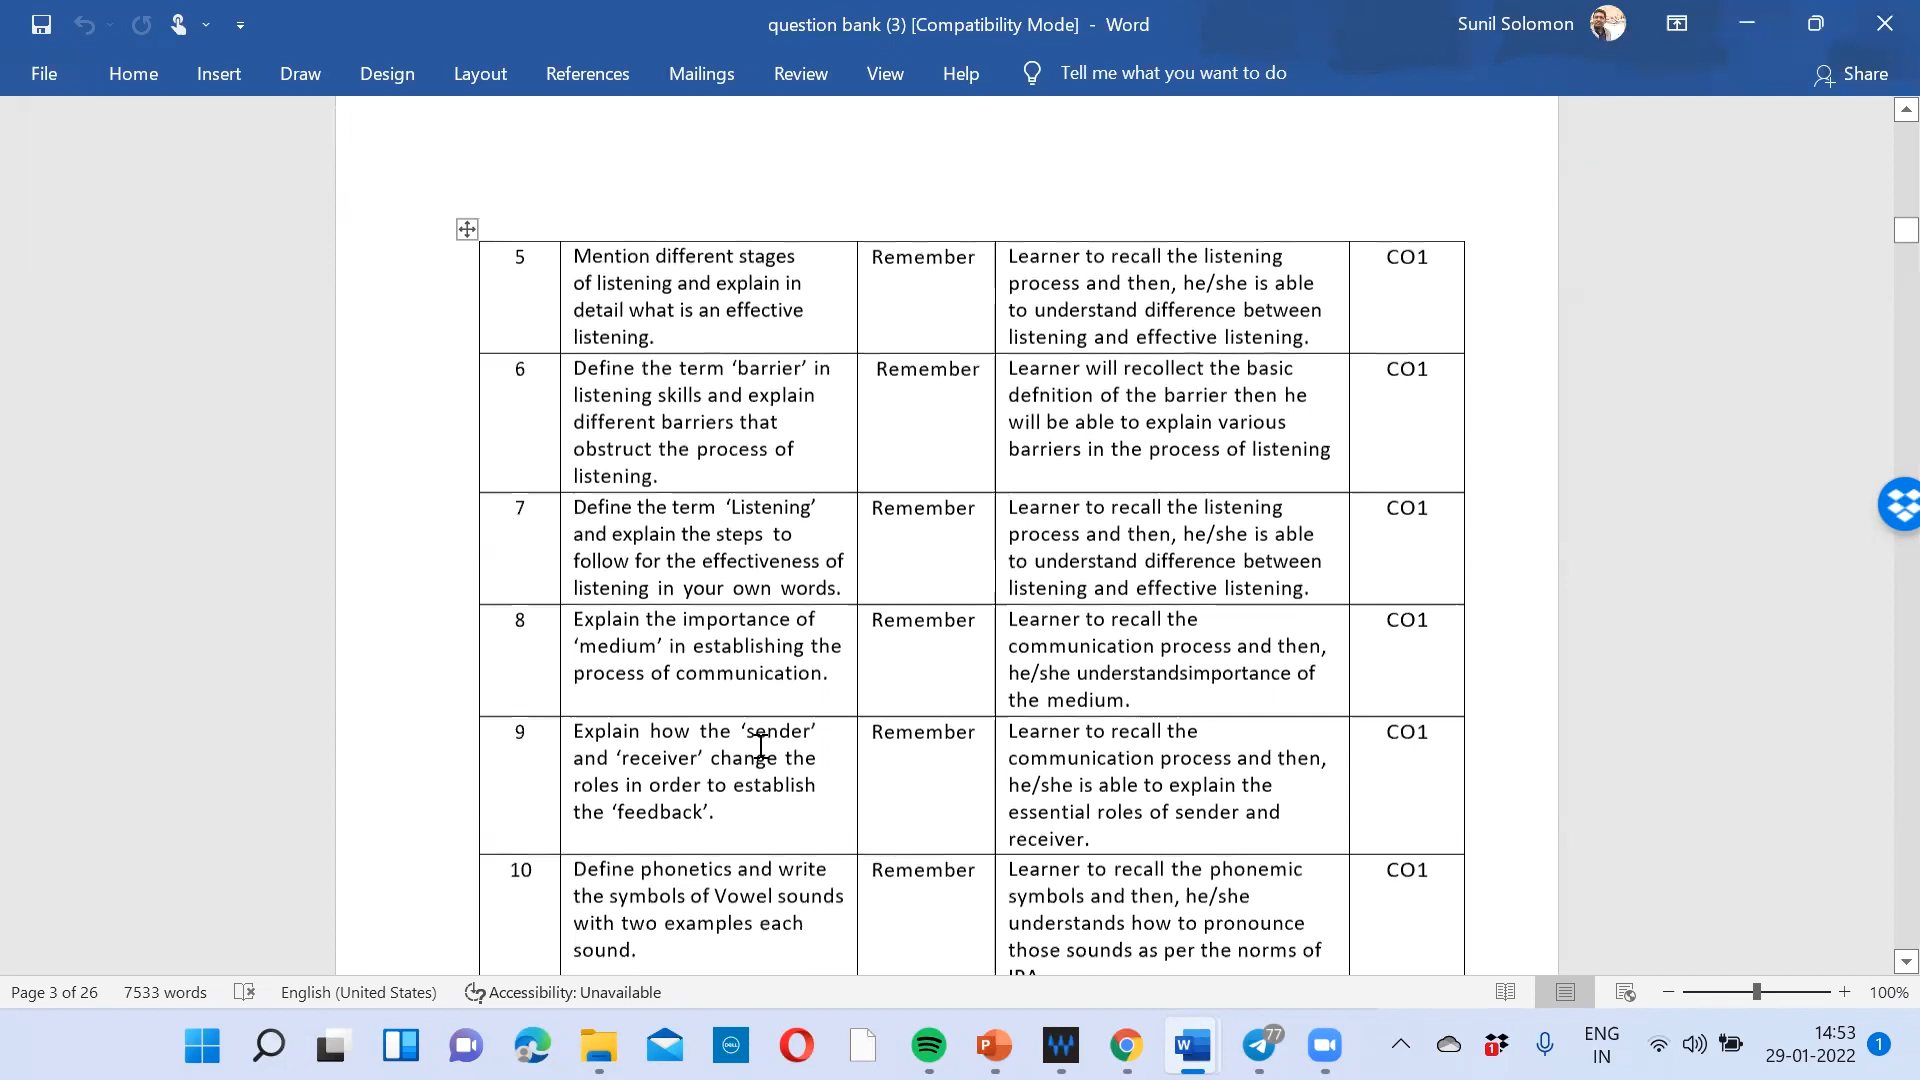 question bank (3) [Compatibility Mode] - Word
Sunil Solomon
File Home Insert Draw Design Layout References Mailings Review View Help Tell me what you want to do Share
5 Mention different stages Remember Learner to recall the listening CO1
of listening and explain in process and then, he/she is able
detail what is an effective to understand difference between
listening. listening and effective listening.
6 Define the term ‘barrier’ in Remember Learner will recollect the basic CO1
listening skills and explain defnition of the barrier then he
different barriers that will be able to explain various
obstruct the process of barriers in the process of listening
listening.
7 Define the term ‘Listening’ Remember Learner to recall the listening CO1
and explain the steps to process and then, he/she is able
follow for the effectiveness of to understand difference between
listening in your own words. listening and effective listening.
8 Explain the importance of Remember Learner to recall the CO1
‘medium’ in establishing the communication process and then,
process of communication. he/she understandsimportance of
the medium.
9 Explain how the ‘sender’ Remember Learner to recall the CO1
and ‘receiver’ change the communication process and then,
roles in order to establish he/she is able to explain the
the ‘feedback’. essential roles of sender and
receiver.
10 Define phonetics and write Remember Learner to recall the phonemic CO1
the symbols of Vowel sounds symbols and then, he/she
with two examples each understands how to pronounce
sound. those sounds as per the norms of
IPA
Page 3 of 26 7533 words English (United States) Accessibility: Unavailable 100%
77
DELL
1
ENG
IN
14:53
29-01-2022
1